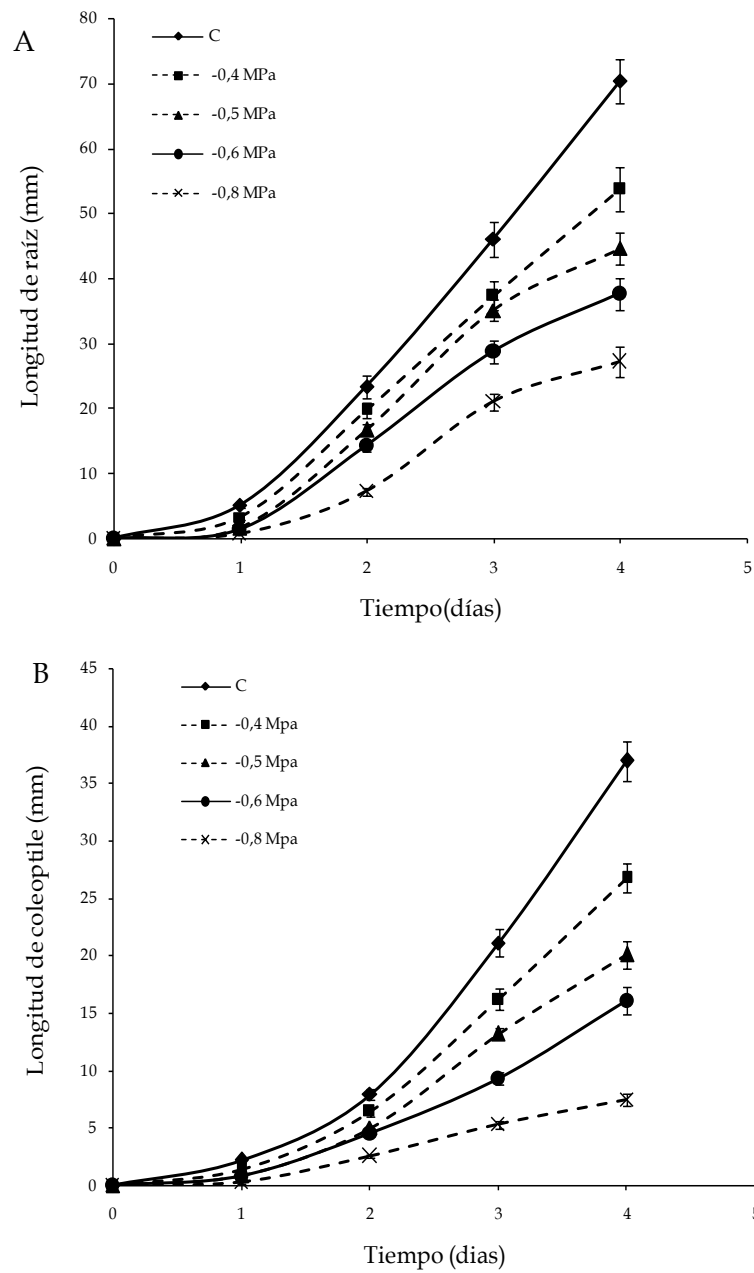 A
80
70
60
50
40
30
20
10
0
Longitud de raíz (mm)
C
-0,4 MPa
-0,5 MPa
-0,6 MPa
-0,8 MPa
0 1 2 3 4 5
Tiempo(días)
B
45
40
35
30
25
20
15
10
5
0
Longitud de coleoptile (mm)
C
-0,4 Mpa
-0,5 Mpa
-0,6 Mpa
-0,8 Mpa
0 1 2 3 4 5
Tiempo (dias)